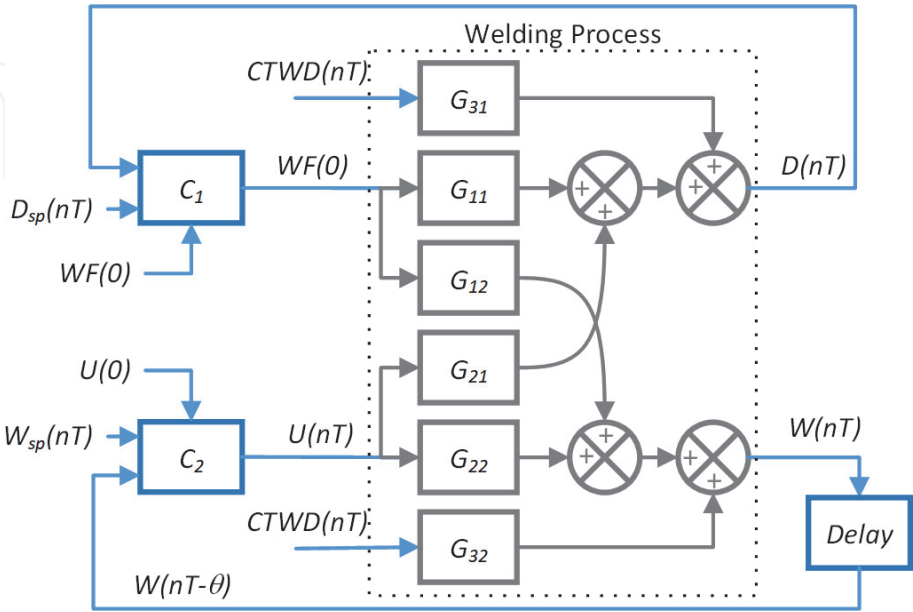 Welding Process
CTWD(nT)
G31
C1
WF(0)
G11
D(nT)
Dsp(nT)
WF(0)
G12
U(0)
G21
Wsp(nT)
C2
U(nT)
G22
W(nT)
CTWD(nT)
G32
Delay
W(nT-θ)
+
+
+
+
+
+
+
+